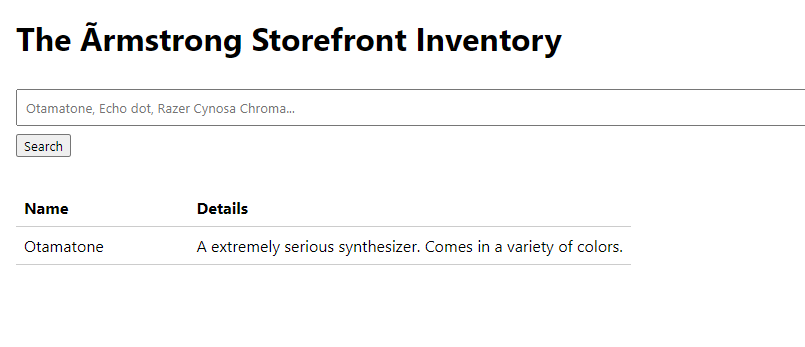 The Ãrmstrong Storefront Inventory
Otamatone, Echo dot, Razer Cynosa Chroma...
Search
Name Details
Otamatone A extremely serious synthesizer. Comes in a variety of colors.